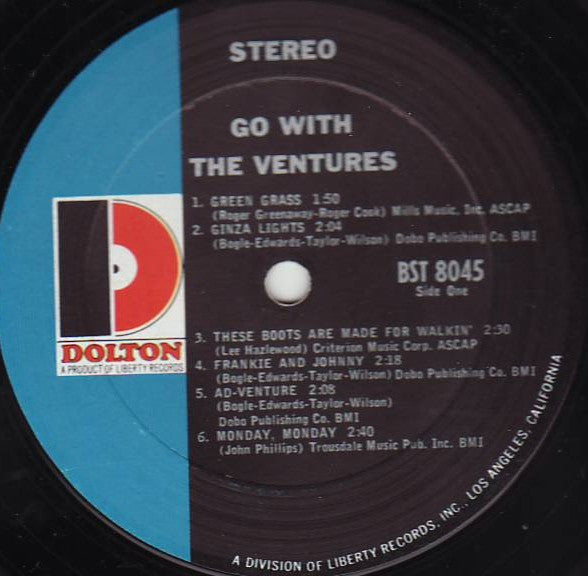 STEREO
GO WITH
THE VENTURES
1. GREEN GRASS 1:50
(Roger Greenaway-Roger Cook) Mills Music, Inc. ASCAP
2. GINZA LIGHTS 2:04
(Bogle-Edwards-Taylor-Wilson) Dobo Publishing Co. BMI
BST 8045
Side One
3. THESE BOOTS ARE MADE FOR WALKIN' 2:30
(Lee Hazlewood) Criterion Music Corp. ASCAP
4. FRANKIE AND JOHNNY 2:18
(Bogle-Edwards-Taylor-Wilson) Dobo Publishing Co. BMI
5. AD-VENTURE 2:08
(Bogle-Edwards-Taylor-Wilson)
Dobo Publishing Co. BMI
6. MONDAY, MONDAY 2:40
(John Phillips) Trousdale Music Pub. Inc. BMI
DOLTON
A PRODUCT OF LIBERTY RECORDS
A DIVISION OF LIBERTY RECORDS, INC., LOS ANGELES, CALIFORNIA